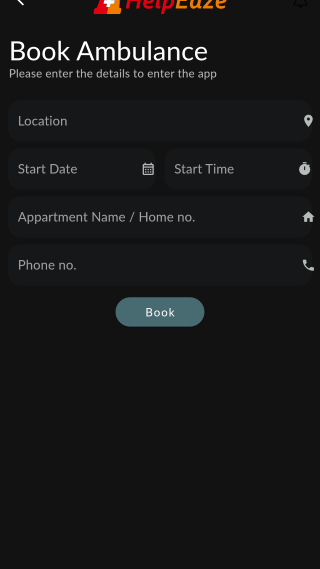 HelpEaze
Book Ambulance
Please enter the details to enter the app
Location
Start Date
Start Time
Appartment Name / Home no.
Phone no.
Book